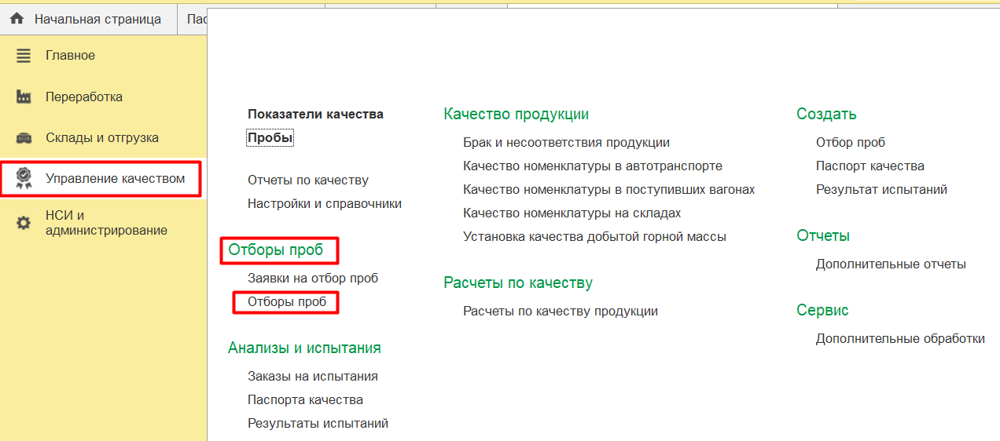 Начальная страница
Пас
Главное
Переработка
Склады и отгрузка
Управление качеством
НСИ и
администрирование
Показатели качества
Пробы
Отчеты по качеству
Настройки и справочники
Отборы проб
Заявки на отбор проб
Отборы проб
Анализы и испытания
Заказы на испытания
Паспорта качества
Результаты испытаний
Качество продукции
Брак и несоответствия продукции
Качество номенклатуры в автотранспорте
Качество номенклатуры в поступивших вагонах
Качество номенклатуры на складах
Установка качества добытой горной массы
Расчеты по качеству
Расчеты по качеству продукции
Создать
Отбор проб
Паспорт качества
Результат испытаний
Отчеты
Дополнительные отчеты
Сервис
Дополнительные обработки